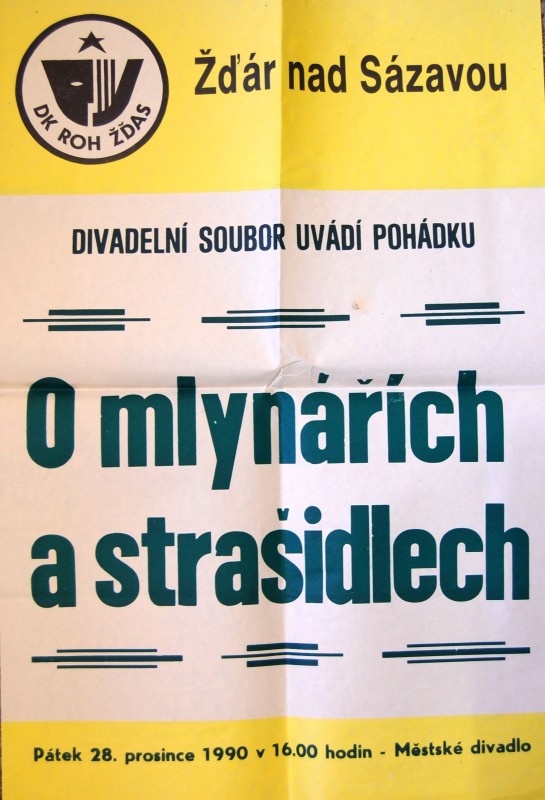 DK ROH ŽĎAS
Žďár nad Sázavou
DIVADELNÍ SOUBOR UVÁDÍ POHÁDKU
O mlynářích
a strašidlech
Pátek 28. prosince 1990 v 16.00 hodin - Městské divadlo